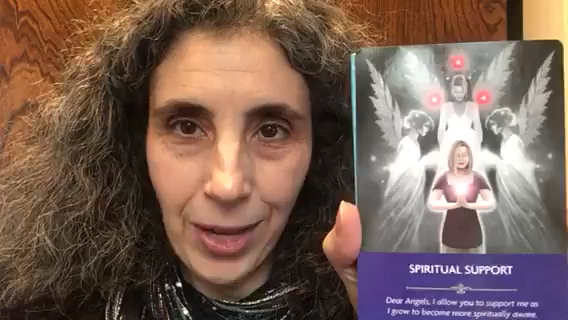 SPIRITUAL SUPPORT
Dear Angels, I allow you to support me as
I grow to become more spiritually aware.